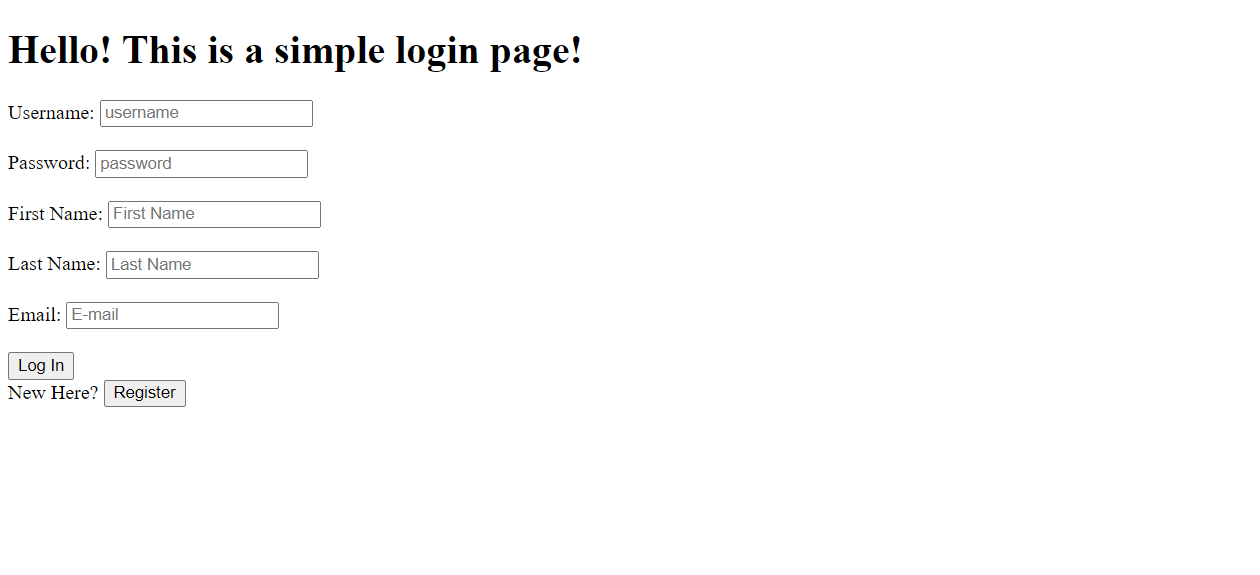 Hello! This is a simple login page!
Username: username
Password: password
First Name: First Name
Last Name: Last Name
Email: E-mail
Log In
New Here? Register